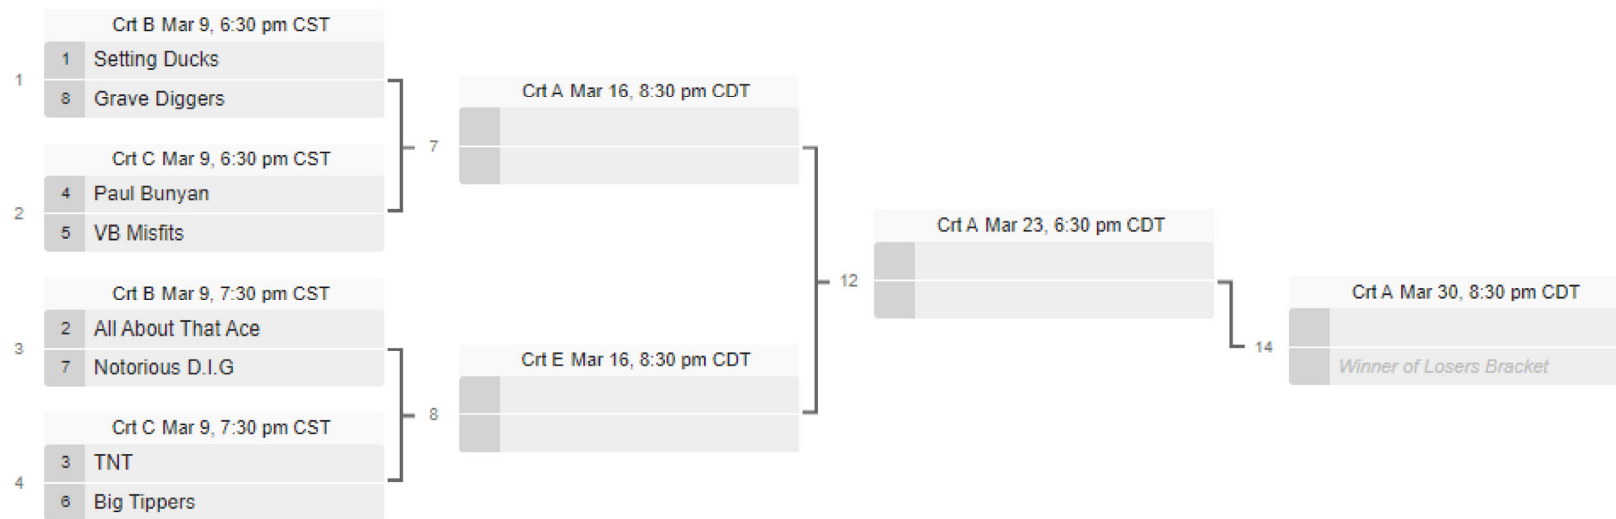 Crt B Mar 9, 6:30 pm CST
1 Setting Ducks
1
8 Grave Diggers
Crt C Mar 9, 6:30 pm CST
4 Paul Bunyan
2
5 VB Misfits
Crt B Mar 9, 7:30 pm CST
2 All About That Ace
3
7 Notorious D.I.G
Crt C Mar 9, 7:30 pm CST
3 TNT
4
6 Big Tippers
Crt A Mar 16, 8:30 pm CDT
7
Crt E Mar 16, 8:30 pm CDT
8
Crt A Mar 23, 6:30 pm CDT
12
Crt A Mar 30, 8:30 pm CDT
14
Winner of Losers Bracket